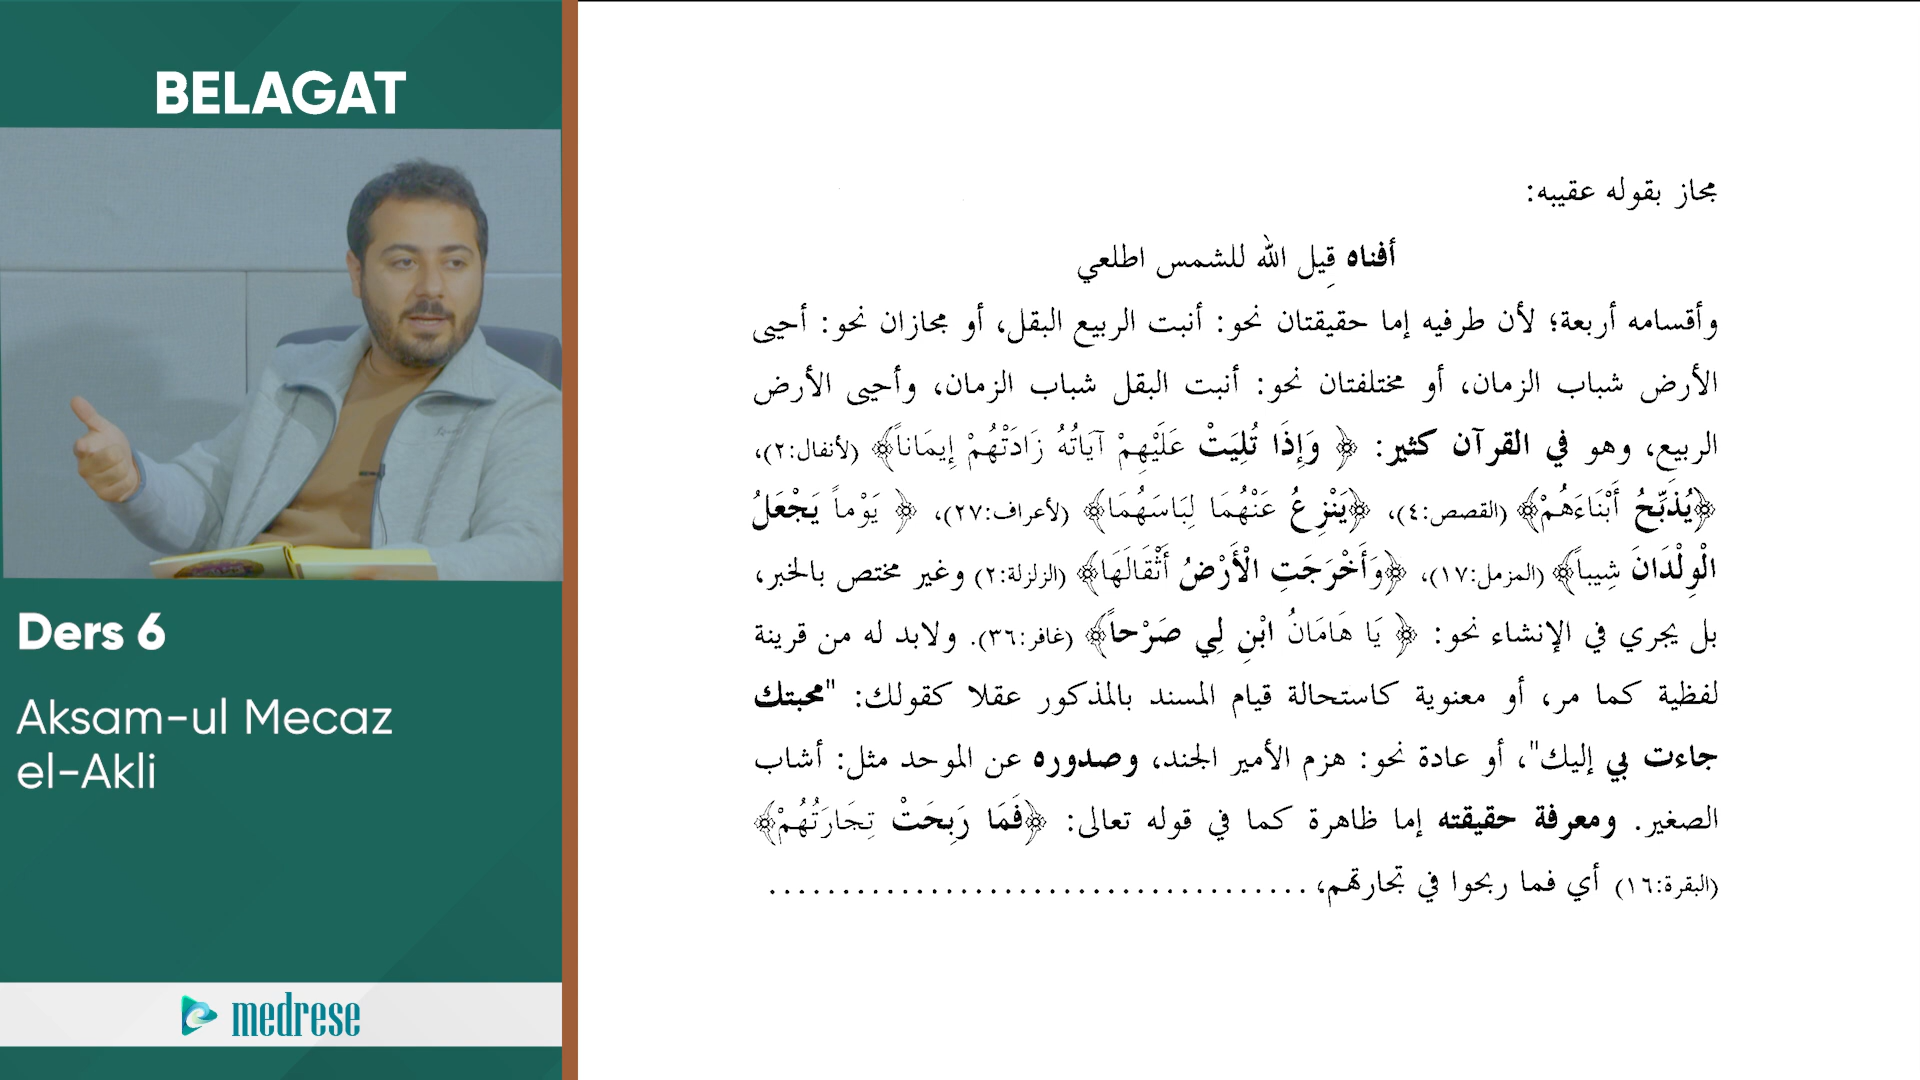 BELAGAT
Ders 6
Aksam-ul Mecaz
el-Akli
medrese
مجاز بقوله عقيبه:
أفناه قِيل الله للشمس اطلعي
وأقسامه أربعة؛ لأن طرفيه إما حقيقتان نحو: أنبت الربيع البقل، أو مجازان نحو: أحيى
الأرض شباب الزمان، أو مختلفتان نحو: أنبت البقل شباب الزمان، وأحيى الأرض
الربيع، وهو في القرآن كثير: ﴿ وَإِذَا تُلِيَتْ عَلَيْهِمْ آيَاتُهُ زَادَتْهُمْ إِيمَاناً﴾ (لأنفال:٢)،
﴿يُذَبِّحُ أَبْنَاءَهُمْ﴾ (القصص:٤)، ﴿يَنْزِعُ عَنْهُمَا لِبَاسَهُمَا﴾ (لأعراف:٢٧)، ﴿ يَوْماً يَجْعَلُ
الْوِلْدَانَ شِيباً﴾ (المزمل:١٧)، ﴿وَأَخْرَجَتِ الْأَرْضُ أَثْقَالَهَا﴾ (الزلزلة:٢) وغير مختص بالخبر،
بل يجري في الإنشاء نحو: ﴿ يَا هَامَانُ ابْنِ لِي صَرْحاً﴾ (غافر:٣٦). ولابد له من قرينة
لفظية كما مر، أو معنوية كاستحالة قيام المسند بالمذكور عقلا كقولك: "محبتك
جاءت بي إليك"، أو عادة نحو: هزم الأمير الجند، وصدوره عن الموحد مثل: أشاب
الصغير. ومعرفة حقيقته إما ظاهرة كما في قوله تعالى: ﴿فَمَا رَبِحَتْ تِجَارَتُهُمْ﴾
(البقرة:١٦) أي فما ربحوا في تجارتهم، .....................................